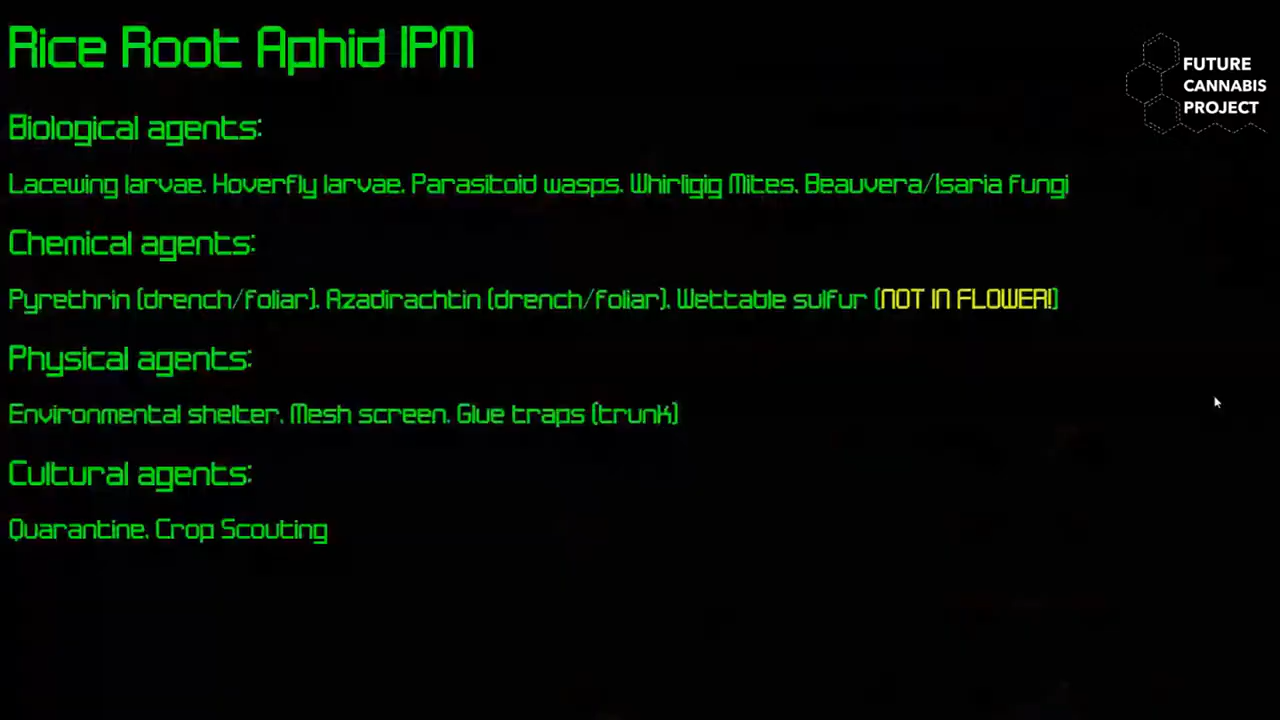 Rice Root Aphid IPM
FUTURE
CANNABIS
PROJECT
Biological agents:
Lacewing larvae, Hoverfly larvae, Parasitoid wasps, Whirligig Mites, Beauvera/Isaria fungi
Chemical agents:
Pyrethrin (drench/foliar), Azadirachtin (drench/foliar), Wettable sulfur (NOT IN FLOWER!)
Physical agents:
Environmental shelter, Mesh screen, Glue traps (trunk)
Cultural agents:
Quarantine, Crop Scouting